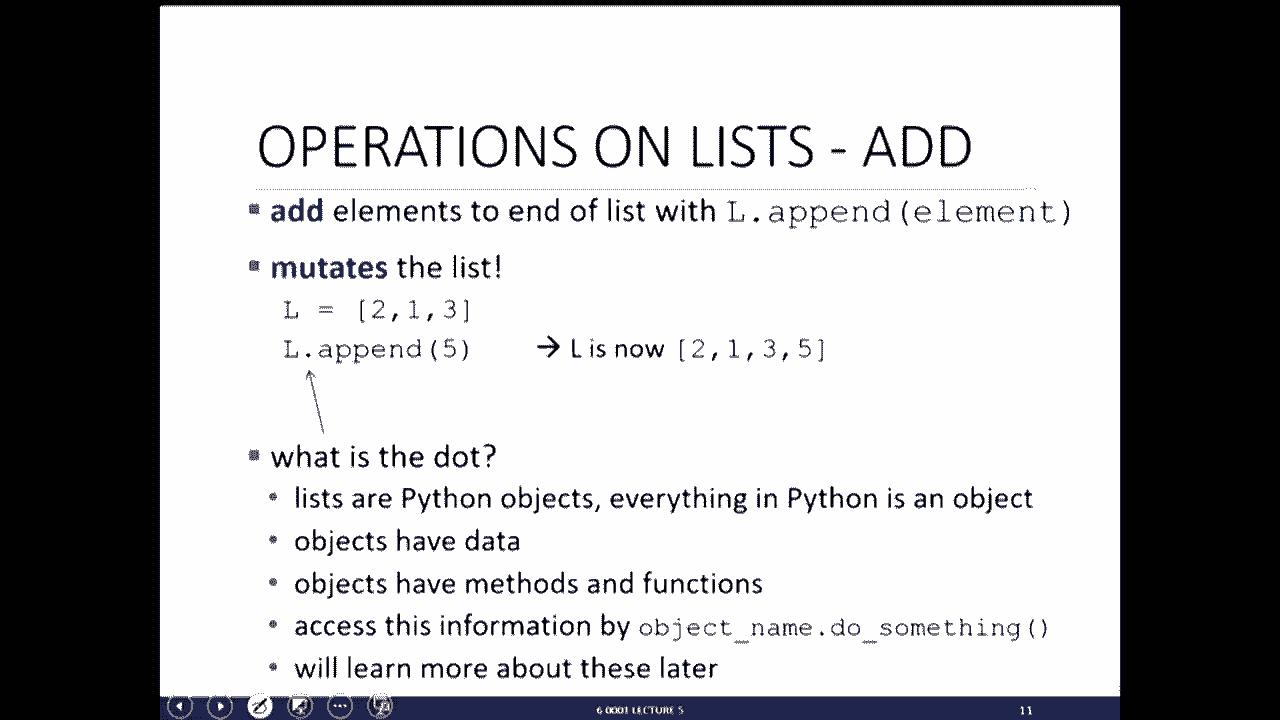 OPERATIONS ON LISTS - ADD
▪ add elements to end of list with L.append(element)
▪ mutates the list!
L = [2,1,3]
L.append(5) → L is now [2,1,3,5]
▪ what is the dot?
• lists are Python objects, everything in Python is an object
• objects have data
• objects have methods and functions
• access this information by object_name.do_something()
• will learn more about these later
6 0001 LECTURE 5
11